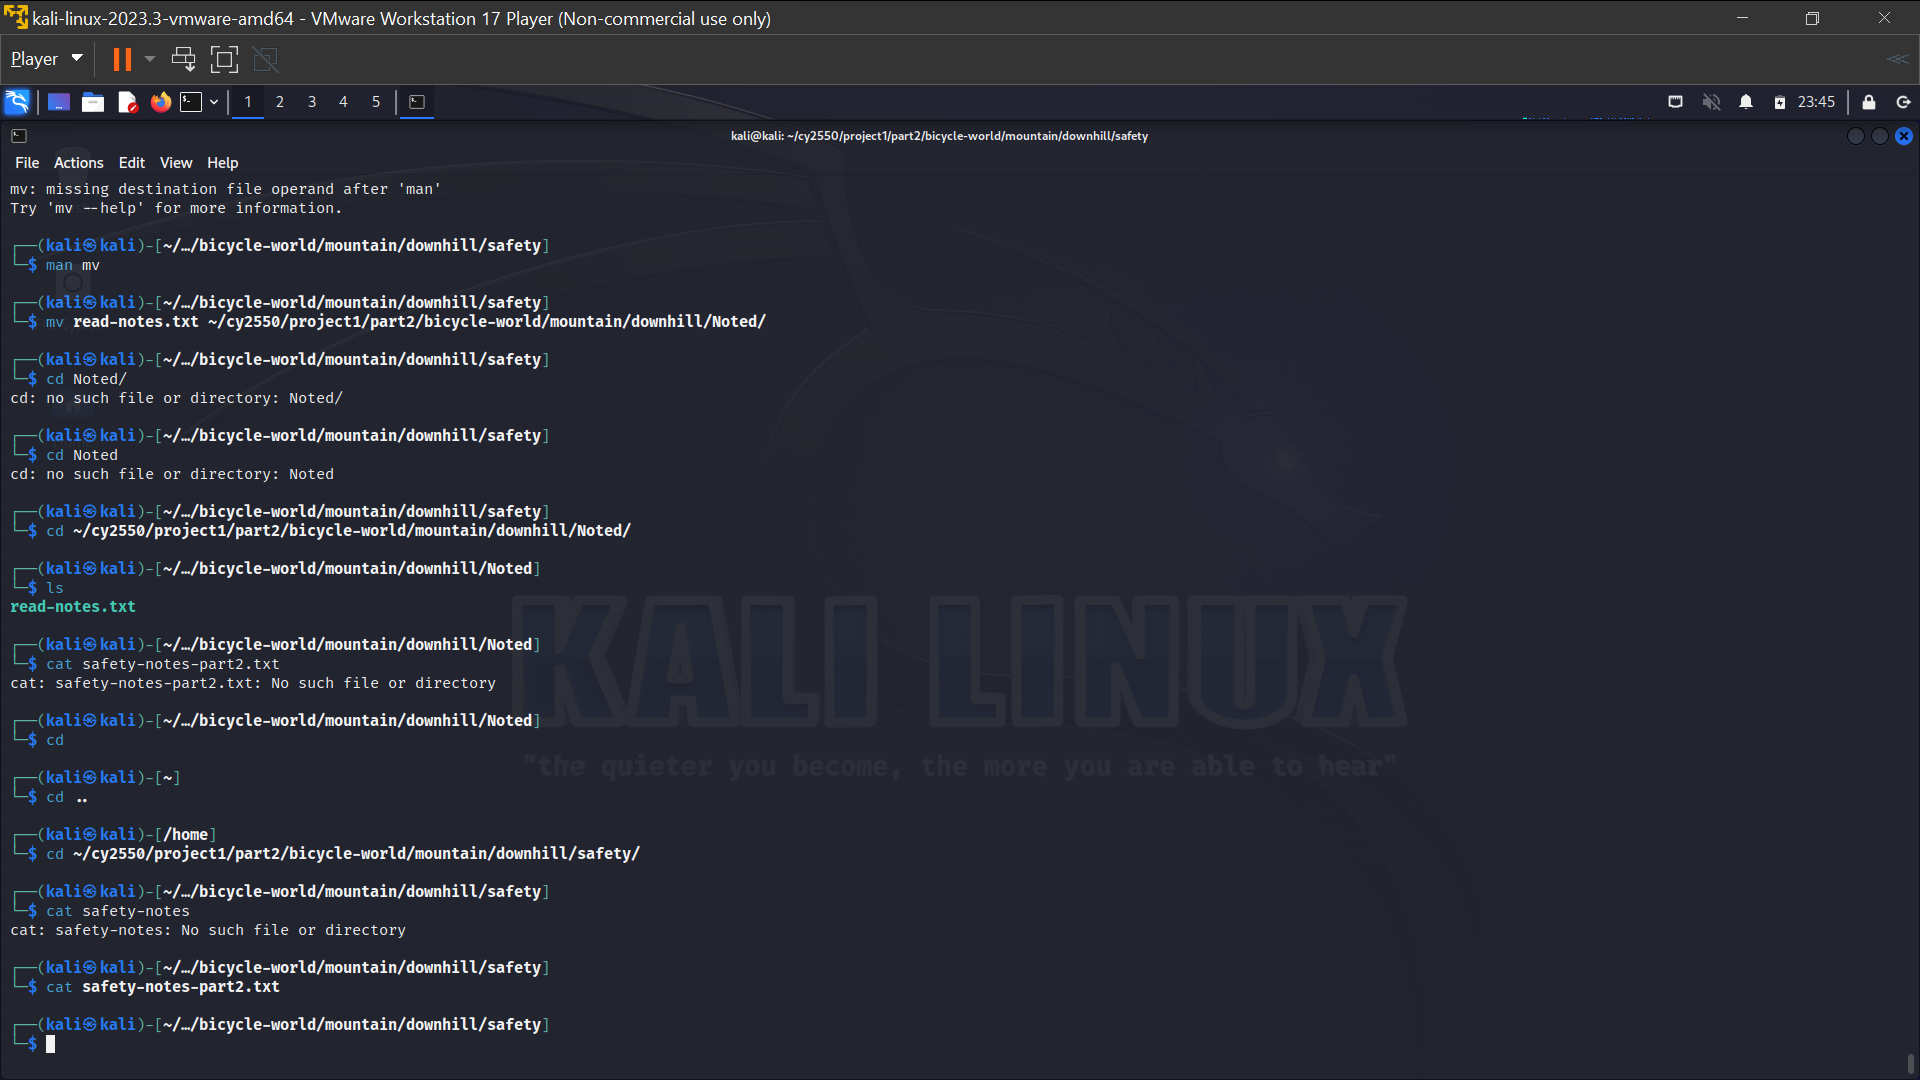 kali-linux-2023.3-vmware-amd64 - VMware Workstation 17 Player (Non-commercial use only)
Player
1 2 3 4 5 23:45
kali@kali: ~/cy2550/project1/part2/bicycle-world/mountain/downhill/safety
File Actions Edit View Help
mv: missing destination file operand after 'man'
Try 'mv --help' for more information.
┌──(kali㉿kali)-[~/…/bicycle-world/mountain/downhill/safety]
└─$ man mv
┌──(kali㉿kali)-[~/…/bicycle-world/mountain/downhill/safety]
└─$ mv read-notes.txt ~/cy2550/project1/part2/bicycle-world/mountain/downhill/Noted/
┌──(kali㉿kali)-[~/…/bicycle-world/mountain/downhill/safety]
└─$ cd Noted/
cd: no such file or directory: Noted/
┌──(kali㉿kali)-[~/…/bicycle-world/mountain/downhill/safety]
└─$ cd Noted
cd: no such file or directory: Noted
┌──(kali㉿kali)-[~/…/bicycle-world/mountain/downhill/safety]
└─$ cd ~/cy2550/project1/part2/bicycle-world/mountain/downhill/Noted/
┌──(kali㉿kali)-[~/…/bicycle-world/mountain/downhill/Noted]
└─$ ls
read-notes.txt
┌──(kali㉿kali)-[~/…/bicycle-world/mountain/downhill/Noted]
└─$ cat safety-notes-part2.txt
cat: safety-notes-part2.txt: No such file or directory
┌──(kali㉿kali)-[~/…/bicycle-world/mountain/downhill/Noted]
└─$ cd
┌──(kali㉿kali)-[~]
└─$ cd ..
┌──(kali㉿kali)-[/home]
└─$ cd ~/cy2550/project1/part2/bicycle-world/mountain/downhill/safety/
┌──(kali㉿kali)-[~/…/bicycle-world/mountain/downhill/safety]
└─$ cat safety-notes
cat: safety-notes: No such file or directory
┌──(kali㉿kali)-[~/…/bicycle-world/mountain/downhill/safety]
└─$ cat safety-notes-part2.txt
┌──(kali㉿kali)-[~/…/bicycle-world/mountain/downhill/safety]
└─$
KALI LINUX
"the quieter you become, the more you are able to hear"